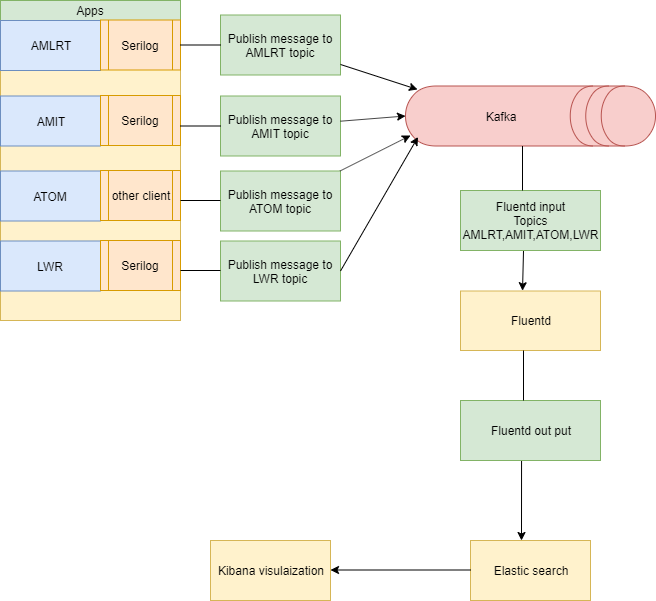 Apps
AMLRT
Serilog
Publish message to
AMLRT topic
AMIT
Serilog
Publish message to
AMIT topic
Kafka
ATOM
other client
Publish message to
ATOM topic
LWR
Serilog
Publish message to
LWR topic
Fluentd input
Topics
AMLRT,AMIT,ATOM,LWR
Fluentd
Fluentd out put
Kibana visulaization
Elastic search